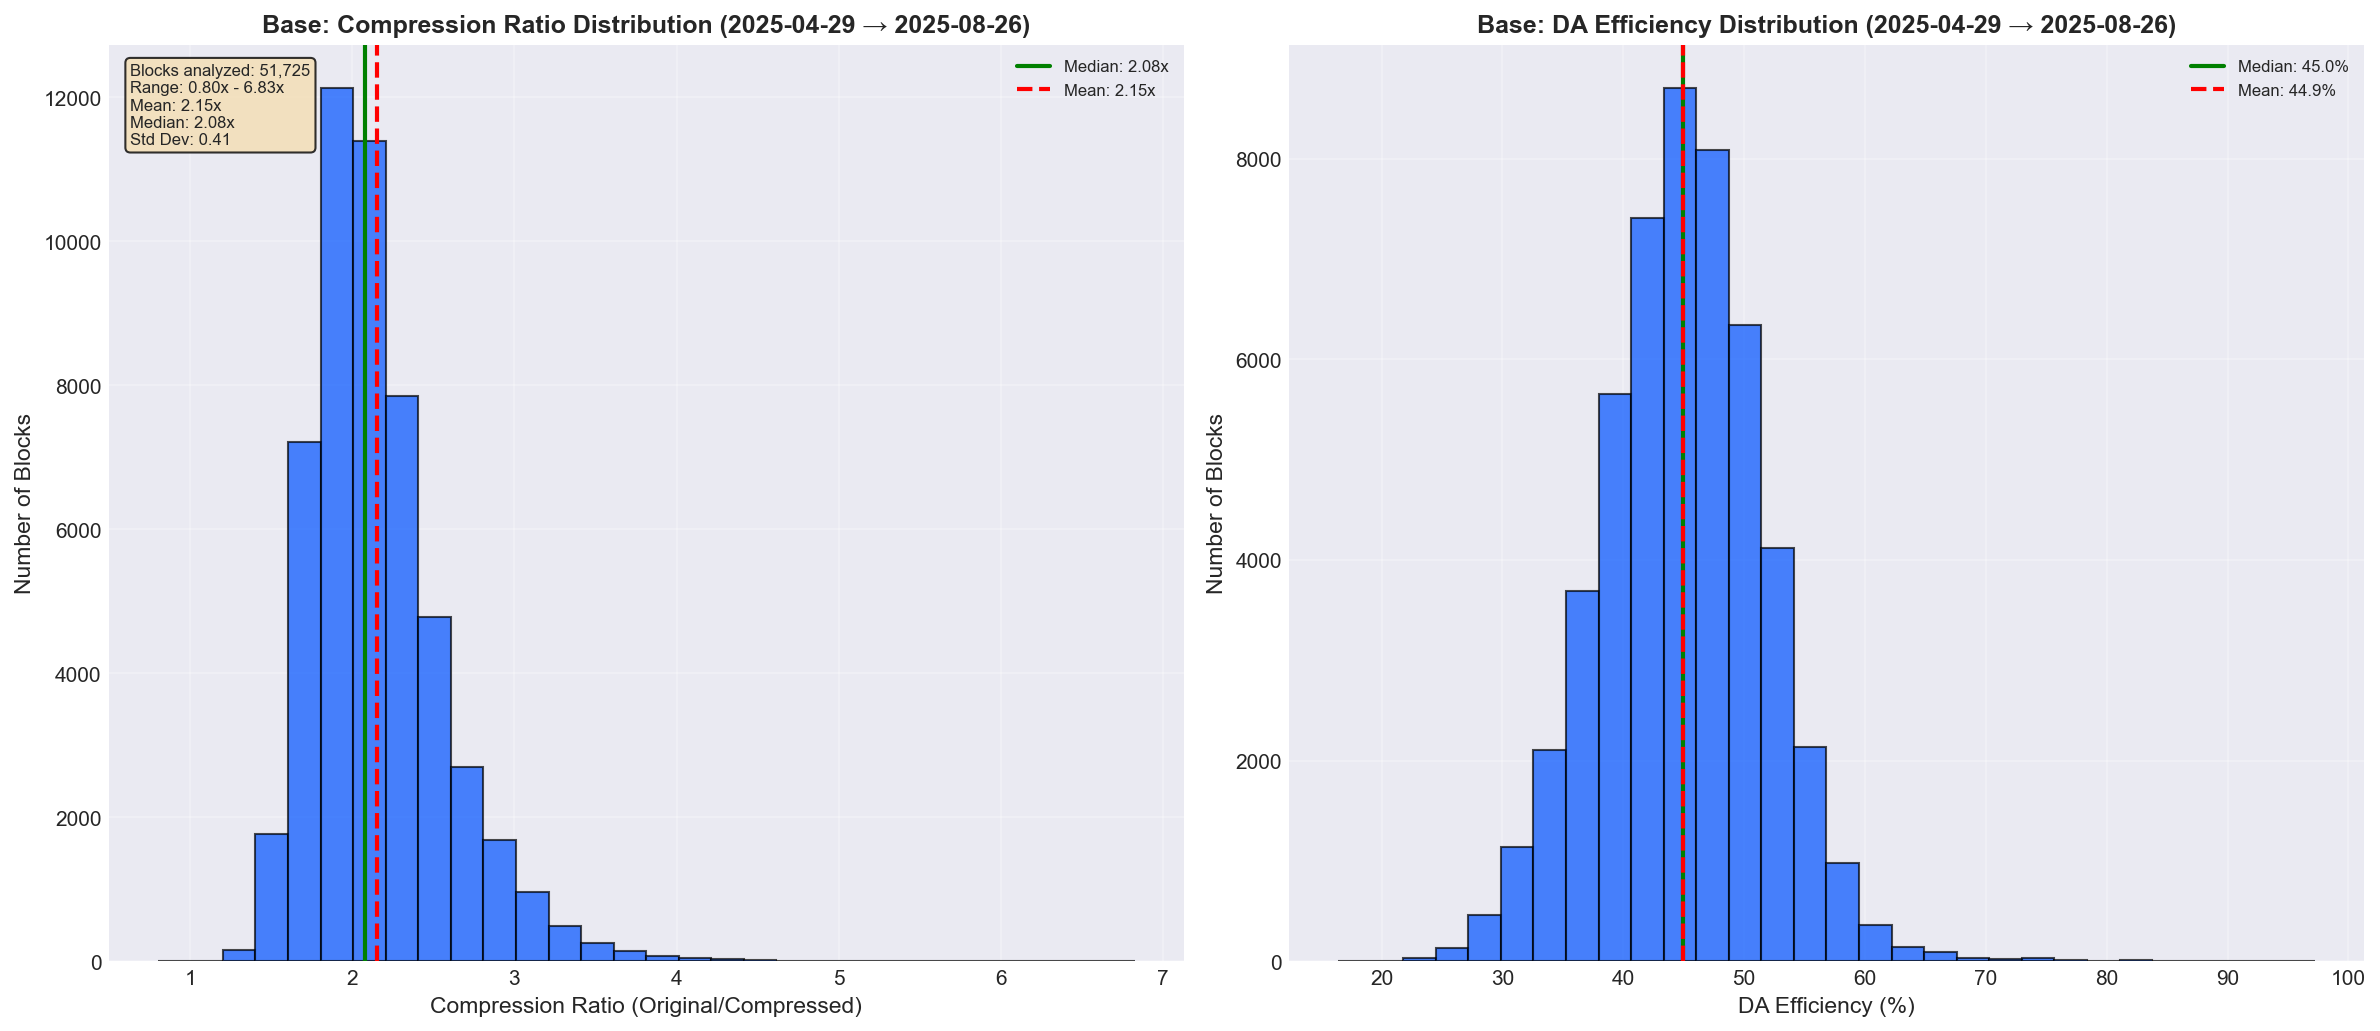 Base: Compression Ratio Distribution (2025-04-29 → 2025-08-26)
Blocks analyzed: 51,725
Range: 0.80x - 6.83x
Mean: 2.15x
Median: 2.08x
Std Dev: 0.41
Median: 2.08x
Mean: 2.15x
Number of Blocks
12000
10000
8000
6000
4000
2000
0
1 2 3 4 5 6 7
Compression Ratio (Original/Compressed)
Base: DA Efficiency Distribution (2025-04-29 → 2025-08-26)
Median: 45.0%
Mean: 44.9%
Number of Blocks
8000
6000
4000
2000
0
20 30 40 50 60 70 80 90 100
DA Efficiency (%)